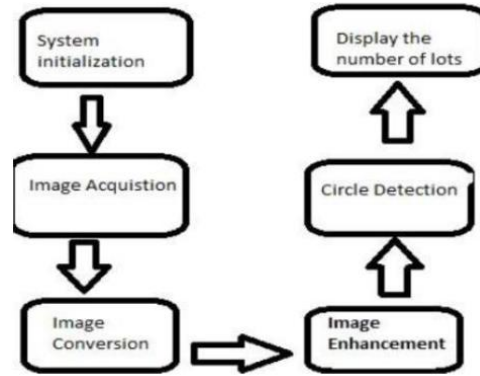 System
initialization
Image Acquistion
Image
Conversion
Image
Enhancement
Circle Detection
Display the
number of lots